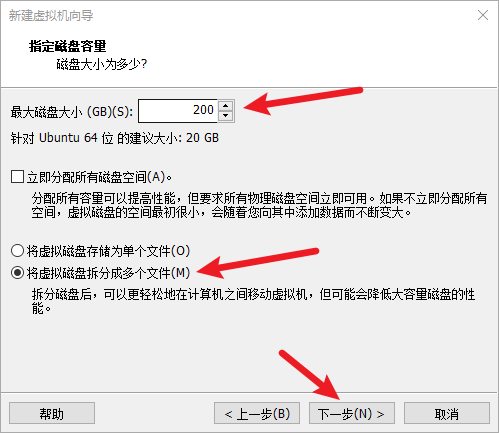 新建虚拟机向导
指定磁盘容量
磁盘大小为多少?
最大磁盘大小 (GB)(S): 200
针对 Ubuntu 64 位 的建议大小: 20 GB
立即分配所有磁盘空间(A)。
分配所有容量可以提高性能，但要求所有物理磁盘空间立即可用。如果不立即分配所有
空间，虚拟磁盘的空间最初很小，会随着您向其中添加数据而不断变大。
将虚拟磁盘存储为单个文件(O)
将虚拟磁盘拆分成多个文件(M)
拆分磁盘后，可以更轻松地在计算机之间移动虚拟机，但可能会降低大容量磁盘的性
能。
帮助 < 上一步(B) 下一步(N) > 取消